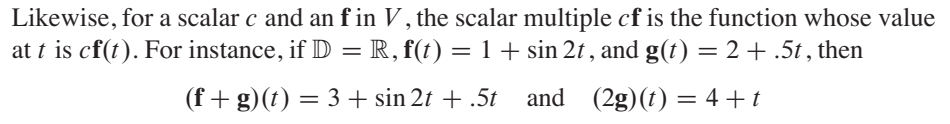 Likewise, for a scalar c and an f in V, the scalar multiple cf is the function whose value
at t is cf(t). For instance, if 𝔻 = ℝ, f(t) = 1 + sin 2t, and g(t) = 2 + .5t, then
(f + g)(t) = 3 + sin 2t + .5t and (2g)(t) = 4 + t